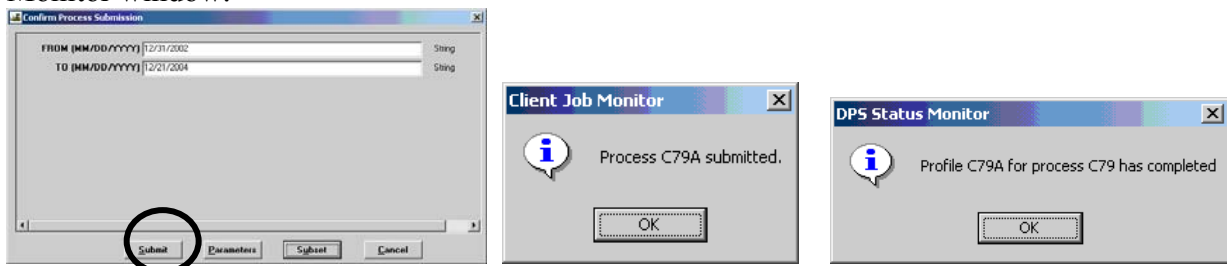 Monitor window.
Confirm Process Submission
FROM (MM/DD/YYYY) 12/31/2002 String
TO (MM/DD/YYYY) 12/21/2004 String
Submit Parameters Subset Cancel
Client Job Monitor
Process C79A submitted.
OK
DPS Status Monitor
Profile C79A for process C79 has completed
OK